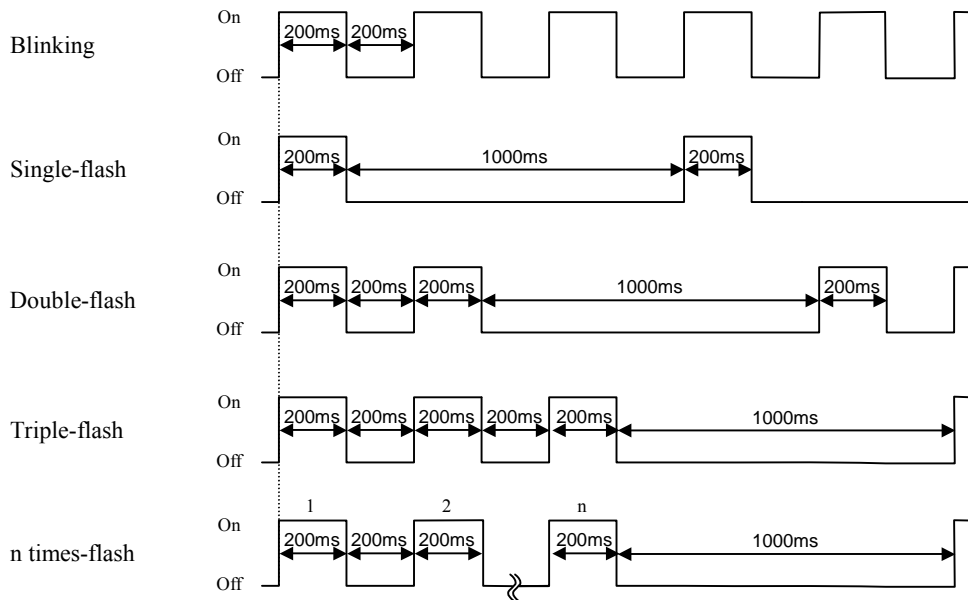 On
200ms 200ms
Blinking
Off
On
200ms 1000ms 200ms
Single-flash
Off
On
200ms 200ms 200ms 1000ms 200ms
Double-flash
Off
On
200ms 200ms 200ms 200ms 200ms 1000ms
Triple-flash
Off
1 2 n
On
200ms 200ms 200ms 200ms 1000ms
n times-flash
Off